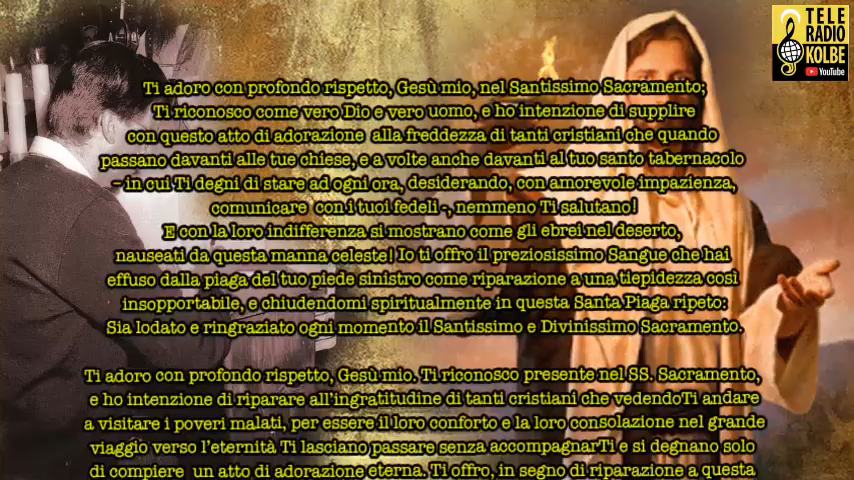 TELE
RADIO
KOLBE
YouTube
Ti adoro con profondo rispetto, Gesù mio, nel Santissimo Sacramento;
Ti riconosco come vero Dio e vero uomo, e ho intenzione di supplire
con questo atto di adorazione alla freddezza di tanti cristiani che quando
passano davanti alle tue chiese, e a volte anche davanti al tuo santo tabernacolo
– in cui Ti degni di stare ad ogni ora, desiderando, con amorevole impazienza,
comunicare con i tuoi fedeli -, nemmeno Ti salutano!
E con la loro indifferenza si mostrano come gli ebrei nel deserto,
nauseati da questa manna celeste! Io ti offro il preziosissimo Sangue che hai
effuso dalla piaga del tuo piede sinistro come riparazione a una tiepidezza così
insopportabile, e chiudendomi spiritualmente in questa Santa Piaga ripeto:
Sia lodato e ringraziato ogni momento il Santissimo e Divinissimo Sacramento.
Ti adoro con profondo rispetto, Gesù mio. Ti riconosco presente nel SS. Sacramento,
e ho intenzione di riparare all'ingratitudine di tanti cristiani che vedendoTi andare
a visitare i poveri malati, per essere il loro conforto e la loro consolazione nel grande
viaggio verso l'eternità Ti lasciano passare senza accompagnarTi e si degnano solo
di compiere un atto di adorazione eterna. Ti offro, in segno di riparazione a questa